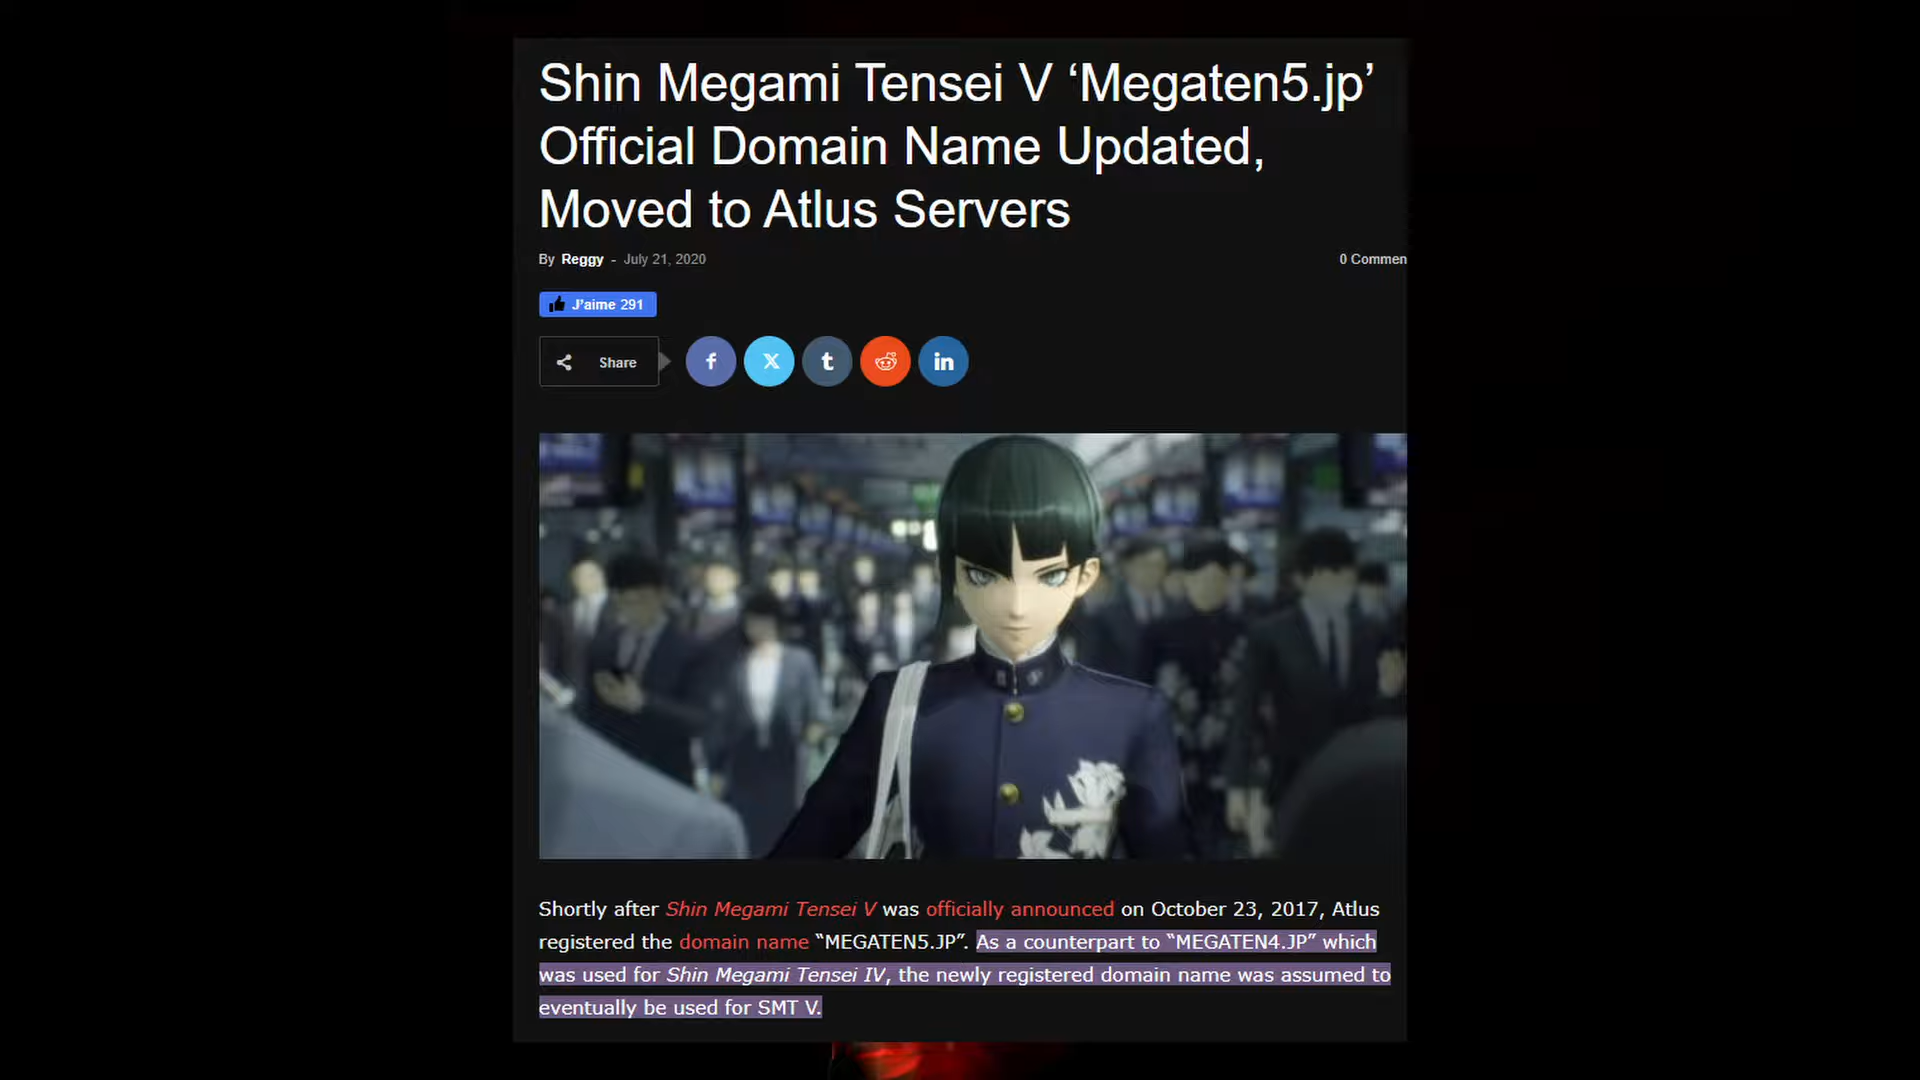 Shin Megami Tensei V ‘Megaten5.jp’
Official Domain Name Updated,
Moved to Atlus Servers
By Reggy - July 21, 2020
0 Commen
J'aime 291
Share
Shortly after Shin Megami Tensei V was officially announced on October 23, 2017, Atlus
registered the domain name “MEGATEN5.JP”. As a counterpart to “MEGATEN4.JP” which
was used for Shin Megami Tensei IV, the newly registered domain name was assumed to
eventually be used for SMT V.